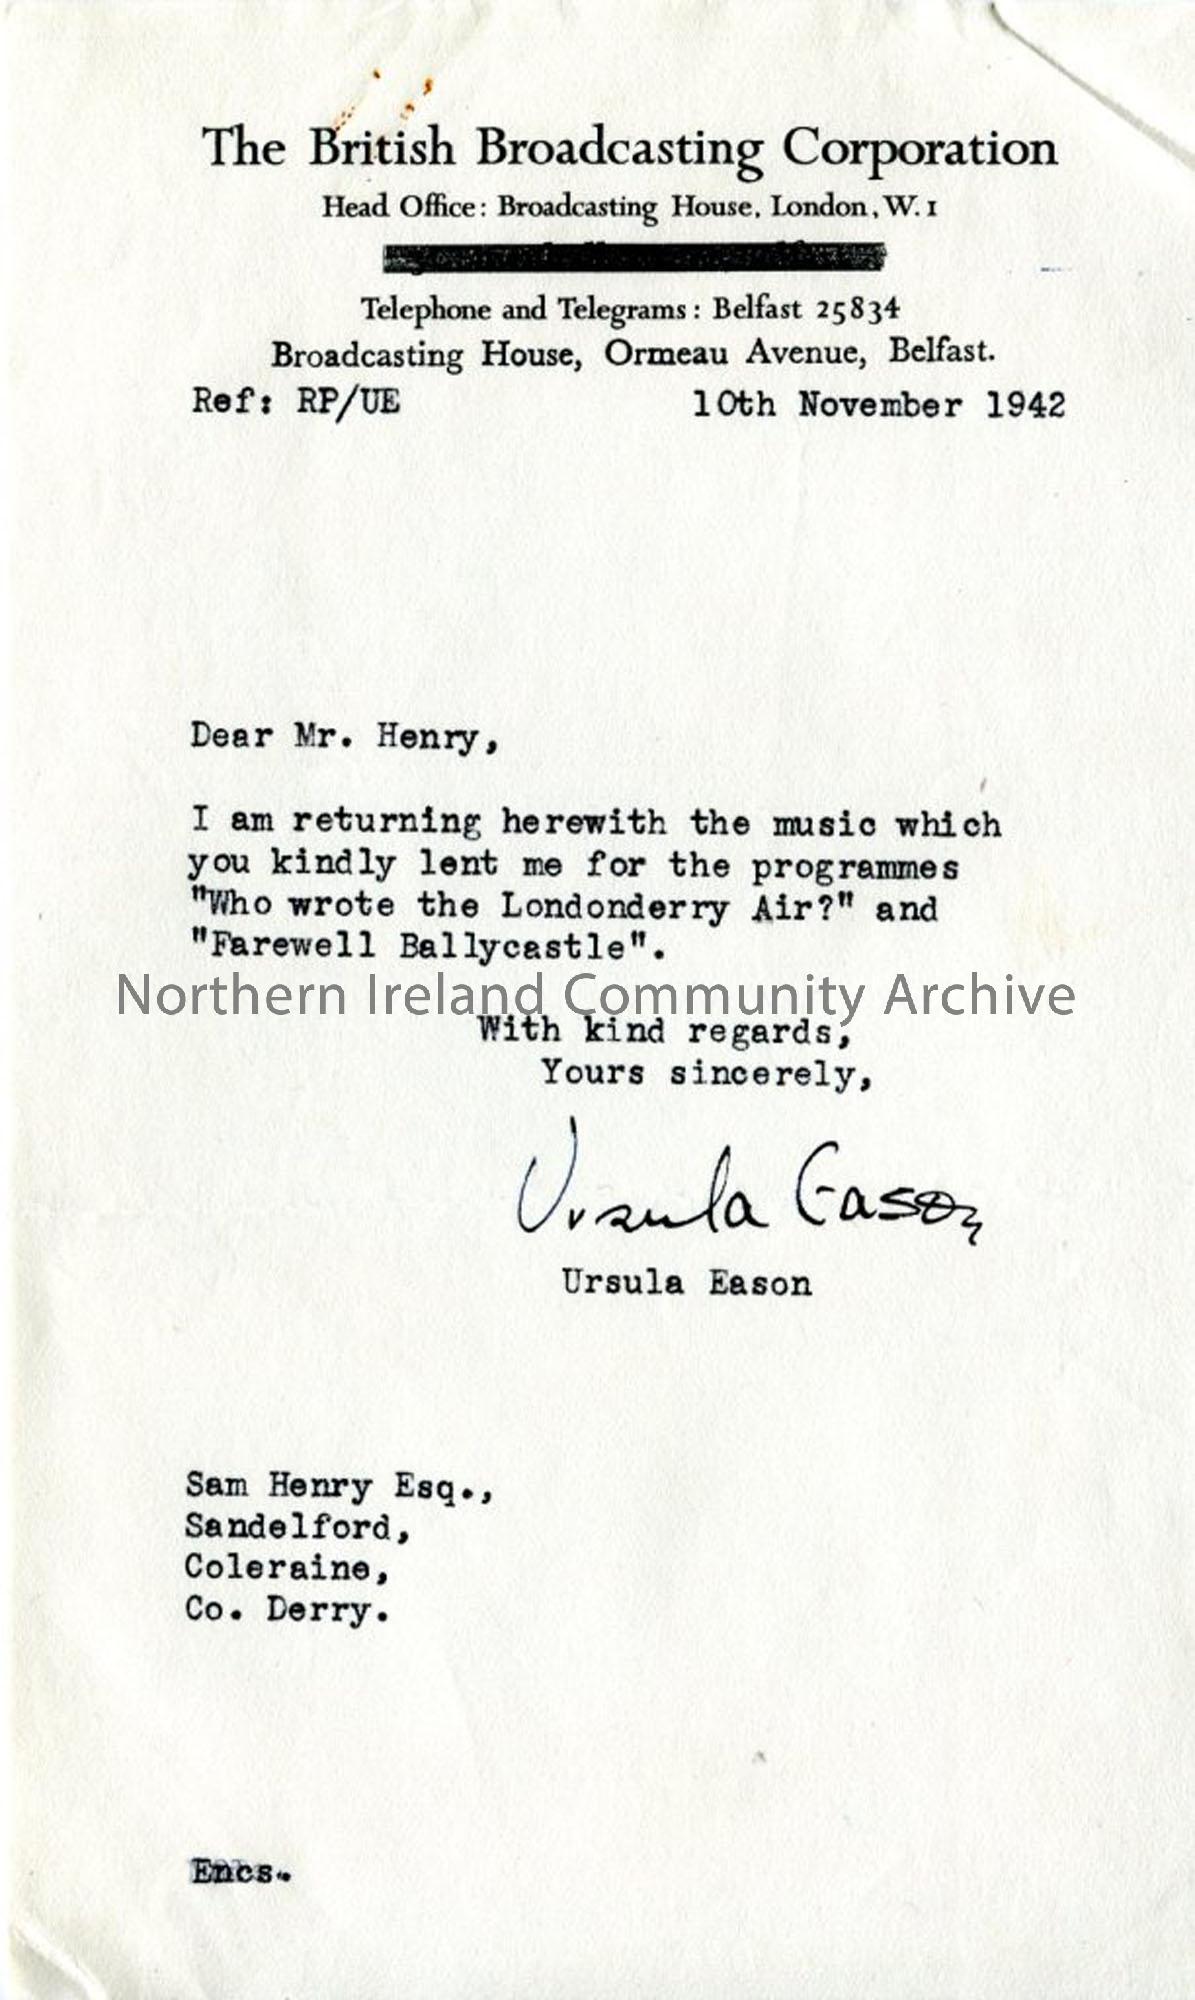 The British Broadcasting Corporation
Head Office: Broadcasting House, London, W.1
Telephone and Telegrams: Belfast 25834
Broadcasting House, Ormeau Avenue, Belfast.
Ref: RP/UE 10th November 1942
Dear Mr. Henry,
I am returning herewith the music which
you kindly lent me for the programmes
"Who wrote the Londonderry Air?" and
"Farewell Ballycastle".
Northern Ireland Community Archive
With kind regards,
Yours sincerely,
Ursula Eason
Ursula Eason
Sam Henry Esq.,
Sandelford,
Coleraine,
Co. Derry.
Encs.